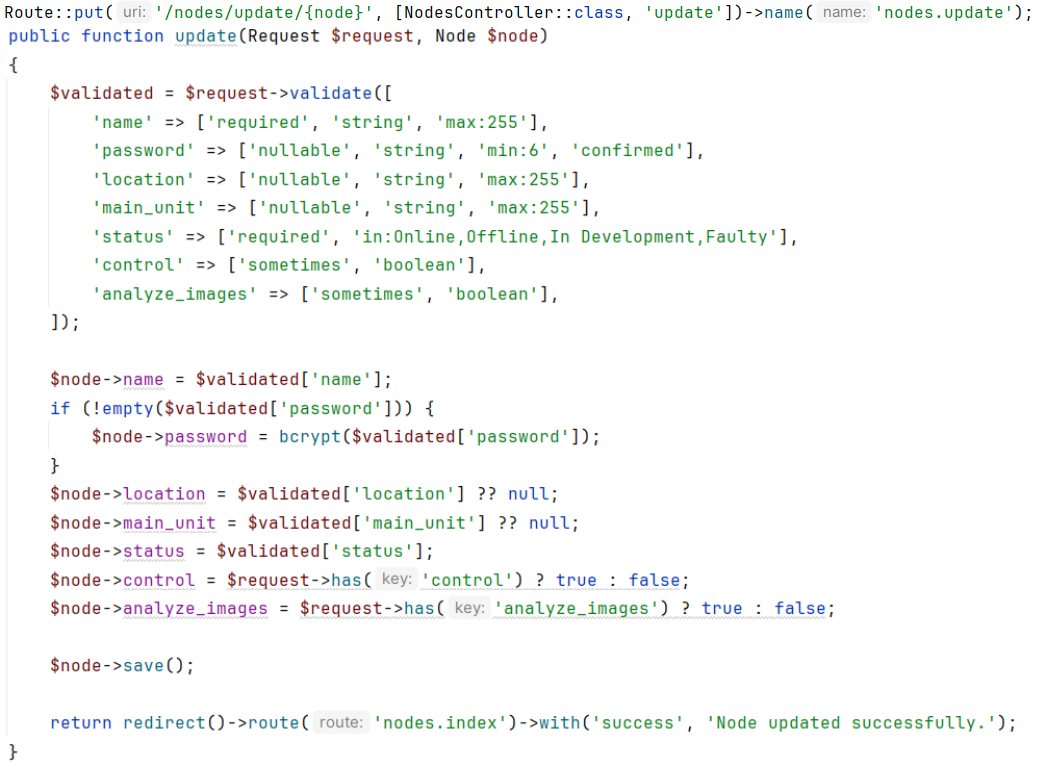 Route::put( uri: '/nodes/update/{node}', [NodesController::class, 'update'])->name( name: 'nodes.update');
public function update(Request $request, Node $node)
{
    $validated = $request->validate([
        'name' => ['required', 'string', 'max:255'],
        'password' => ['nullable', 'string', 'min:6', 'confirmed'],
        'location' => ['nullable', 'string', 'max:255'],
        'main_unit' => ['nullable', 'string', 'max:255'],
        'status' => ['required', 'in:Online,Offline,In Development,Faulty'],
        'control' => ['sometimes', 'boolean'],
        'analyze_images' => ['sometimes', 'boolean'],
    ]);

    $node->name = $validated['name'];
    if (!empty($validated['password'])) {
        $node->password = bcrypt($validated['password']);
    }
    $node->location = $validated['location'] ?? null;
    $node->main_unit = $validated['main_unit'] ?? null;
    $node->status = $validated['status'];
    $node->control = $request->has( key: 'control') ? true : false;
    $node->analyze_images = $request->has( key: 'analyze_images') ? true : false;

    $node->save();

    return redirect()->route( route: 'nodes.index')->with('success', 'Node updated successfully.');
}